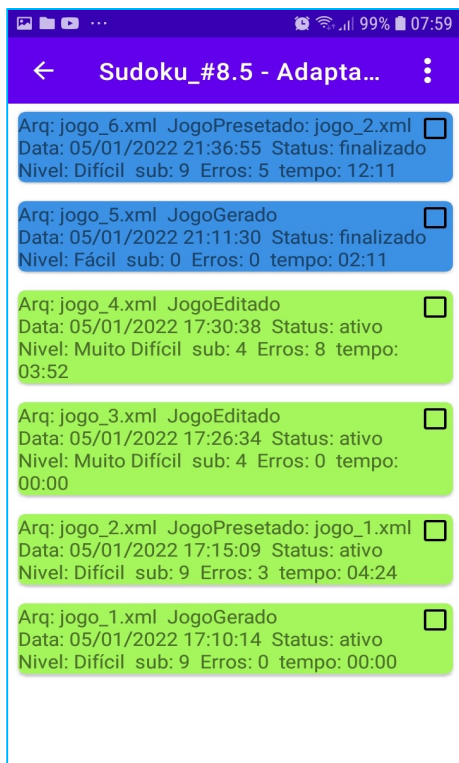 99% 07:59
Sudoku_#8.5 - Adapta...
Arq: jogo_6.xml JogoPresetado: jogo_2.xml
Data: 05/01/2022 21:36:55 Status: finalizado
Nivel: Difícil sub: 9 Erros: 5 tempo: 12:11
Arq: jogo_5.xml JogoGerado
Data: 05/01/2022 21:11:30 Status: finalizado
Nivel: Fácil sub: 0 Erros: 0 tempo: 02:11
Arq: jogo_4.xml JogoEditado
Data: 05/01/2022 17:30:38 Status: ativo
Nivel: Muito Difícil sub: 4 Erros: 8 tempo:
03:52
Arq: jogo_3.xml JogoEditado
Data: 05/01/2022 17:26:34 Status: ativo
Nivel: Muito Difícil sub: 4 Erros: 0 tempo:
00:00
Arq: jogo_2.xml JogoPresetado: jogo_1.xml
Data: 05/01/2022 17:15:09 Status: ativo
Nivel: Difícil sub: 9 Erros: 3 tempo: 04:24
Arq: jogo_1.xml JogoGerado
Data: 05/01/2022 17:10:14 Status: ativo
Nivel: Difícil sub: 9 Erros: 0 tempo: 00:00